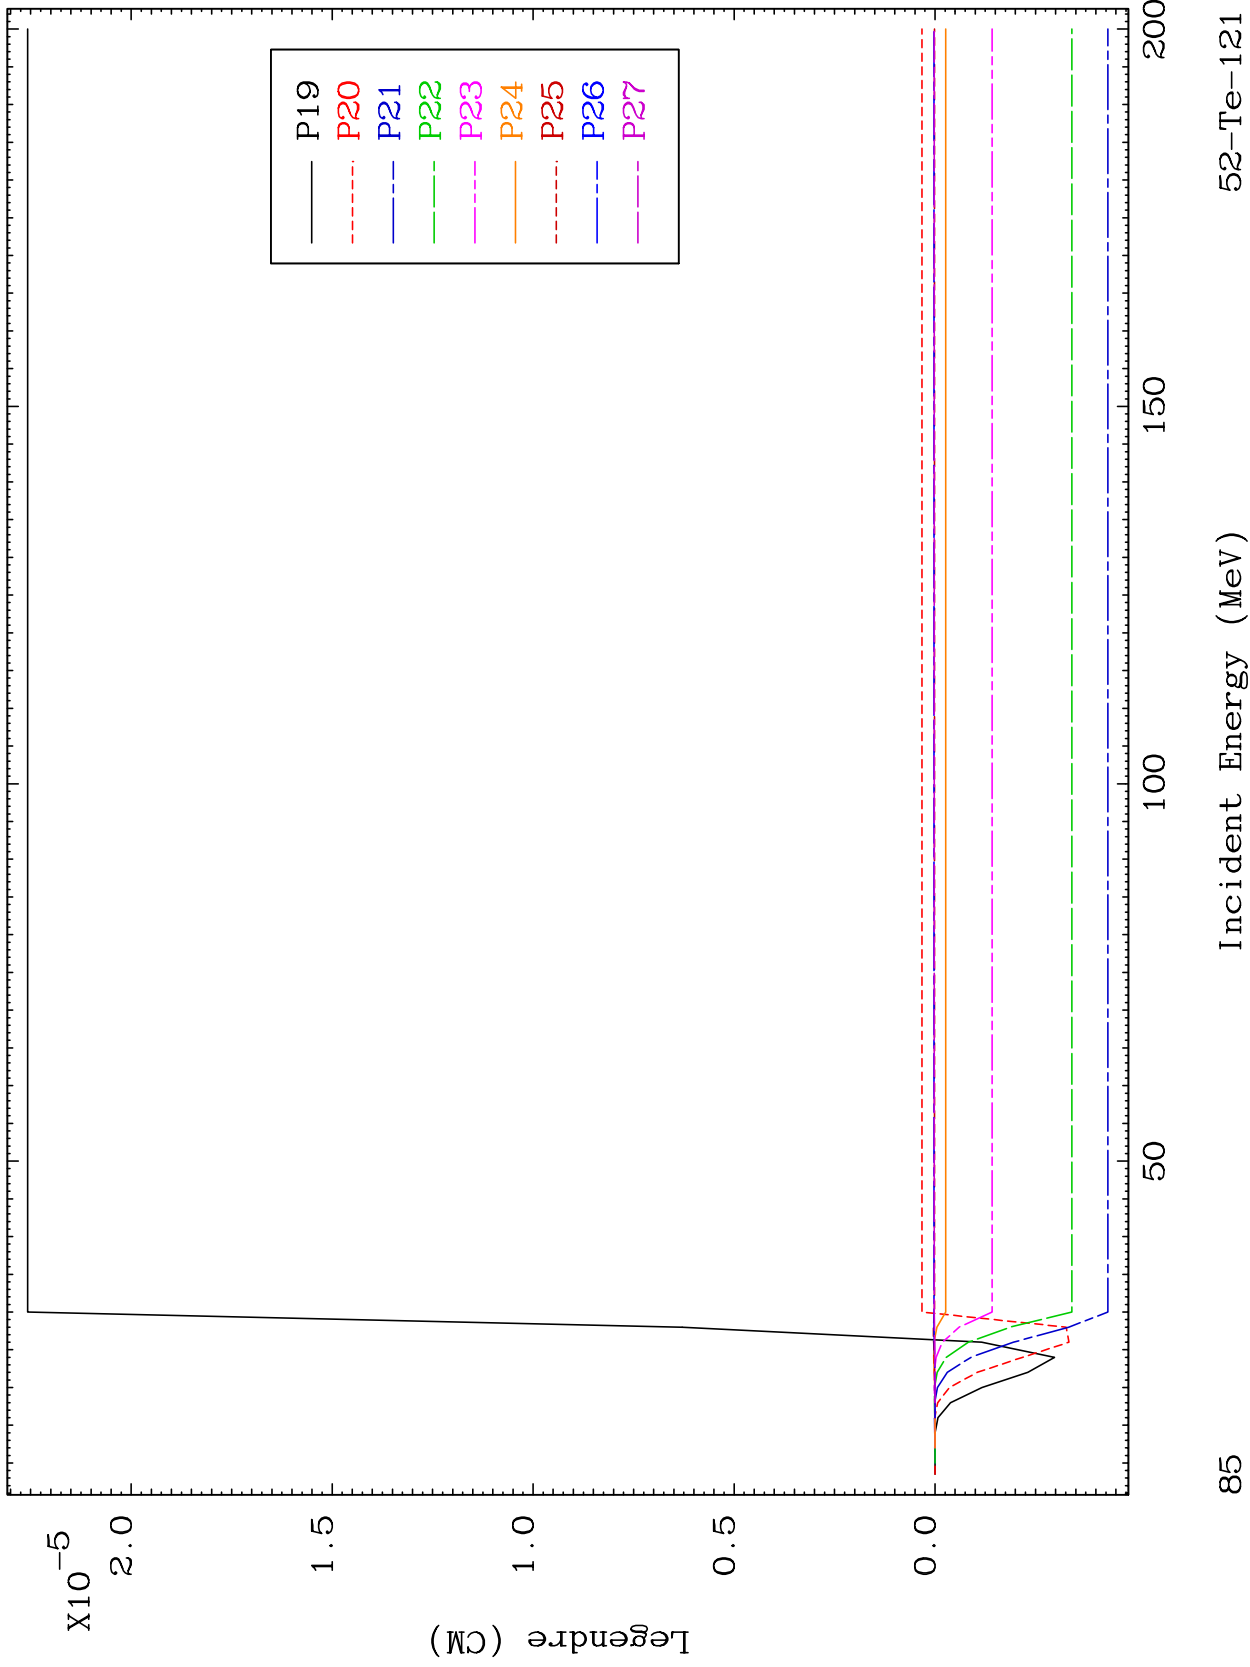 X10-5
2.0
1.5
1.0
0.5
0.0
Legendre (CM)
P19
P20
P21
P22
P23
P24
P25
P26
P27
50
100
150
200
85
Incident Energy (MeV)
52-Te-121